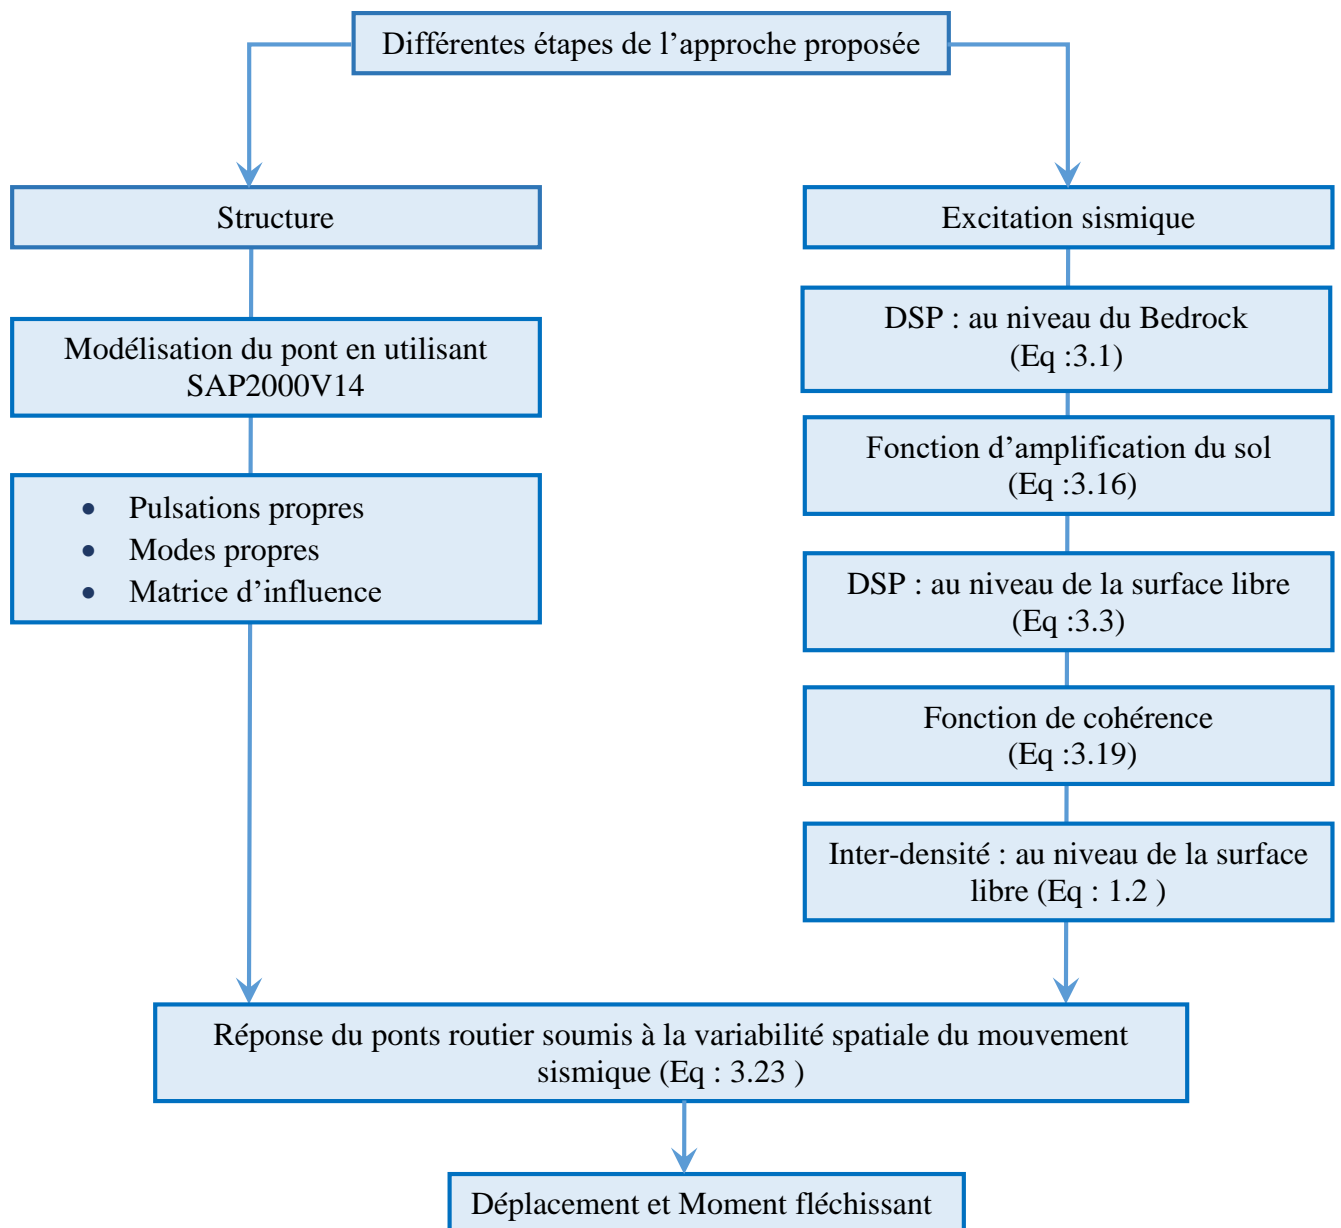 Différentes étapes de l’approche proposée
Structure
Modélisation du pont en utilisant
SAP2000V14
• Pulsations propres
• Modes propres
• Matrice d’influence
Excitation sismique
DSP : au niveau du Bedrock
(Eq :3.1)
Fonction d’amplification du sol
(Eq :3.16)
DSP : au niveau de la surface libre
(Eq :3.3)
Fonction de cohérence
(Eq :3.19)
Inter-densité : au niveau de la surface
libre (Eq : 1.2 )
Réponse du ponts routier soumis à la variabilité spatiale du mouvement
sismique (Eq : 3.23 )
Déplacement et Moment fléchissant